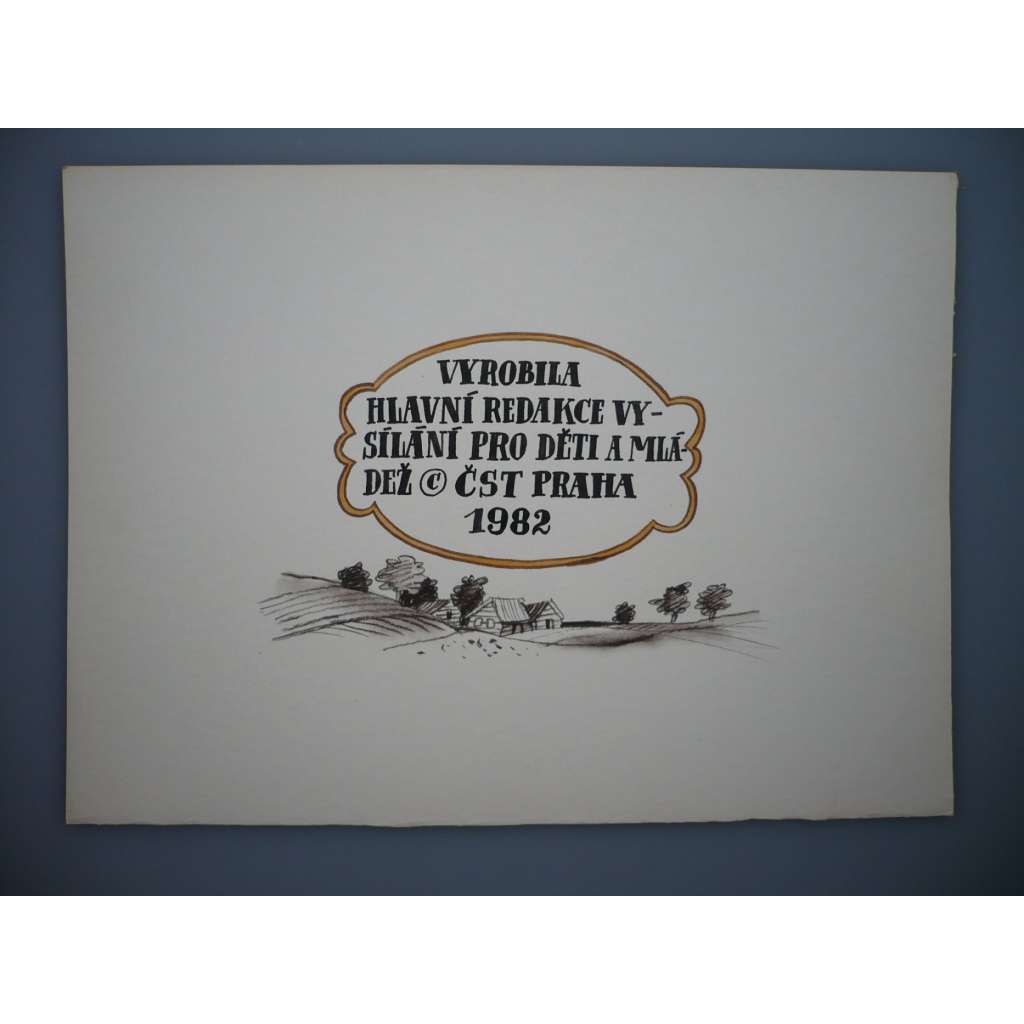 VYROBILA
HLAVNÍ REDAKCE VY-
SÍLÁNÍ PRO DĚTI A MLÁ-
DEŽ © ČST PRAHA
1982